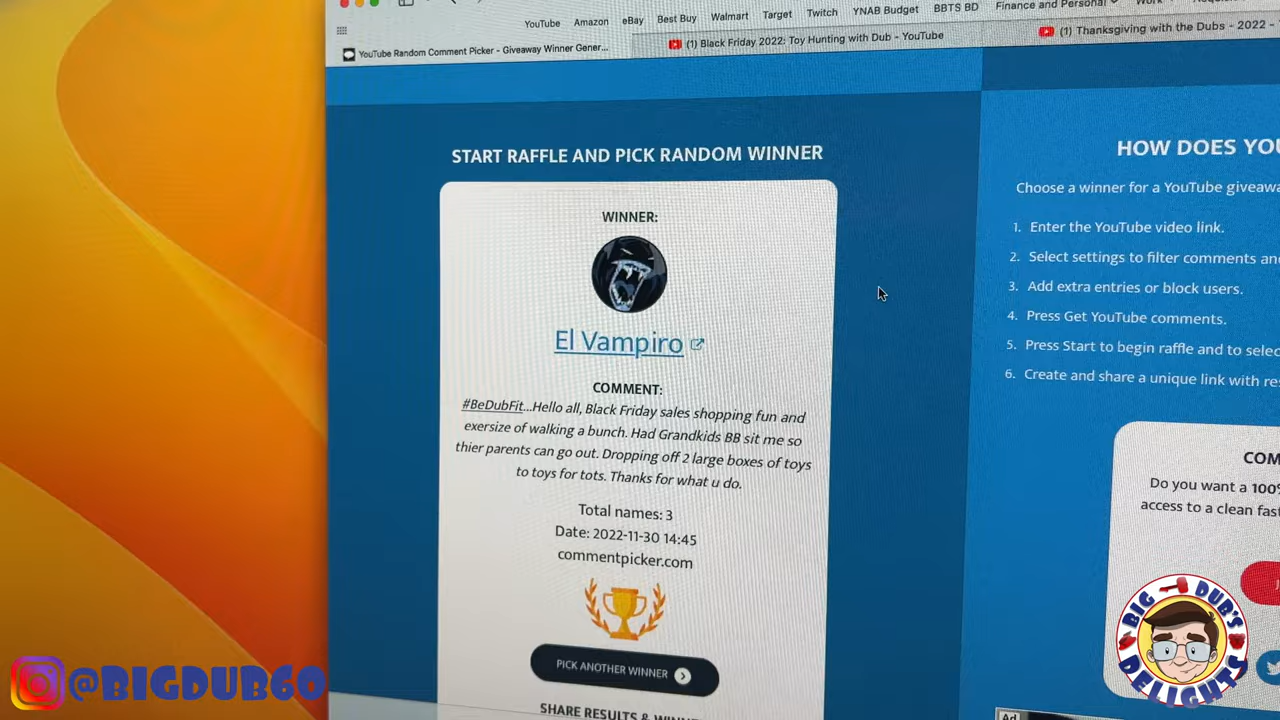 YouTube Amazon eBay Best Buy Walmart Target Twitch YNAB Budget BBTS BD Finance and Personal
YouTube Random Comment Picker - Giveaway Winner Gener...
(1) Black Friday 2022: Toy Hunting with Dub - YouTube
(1) Thanksgiving with the Dubs - 2022 -
START RAFFLE AND PICK RANDOM WINNER
WINNER:
El Vampiro
COMMENT:
#BeDubFit...Hello all, Black Friday sales shopping fun and
exersize of walking a bunch. Had Grandkids BB sit me so
thier parents can go out. Dropping off 2 large boxes of toys
to toys for tots. Thanks for what u do.
Total names: 3
Date: 2022-11-30 14:45
commentpicker.com
PICK ANOTHER WINNER
SHARE RESULTS &
HOW DOES YOU
Choose a winner for a YouTube giveawa
1. Enter the YouTube video link.
2. Select settings to filter comments an
3. Add extra entries or block users.
4. Press Get YouTube comments.
5. Press Start to begin raffle and to selec
6. Create and share a unique link with res
COM
Do you want a 100%
access to a clean fast
Ad
BIG DUB'S
DELIGHTS
@BIGDUB60